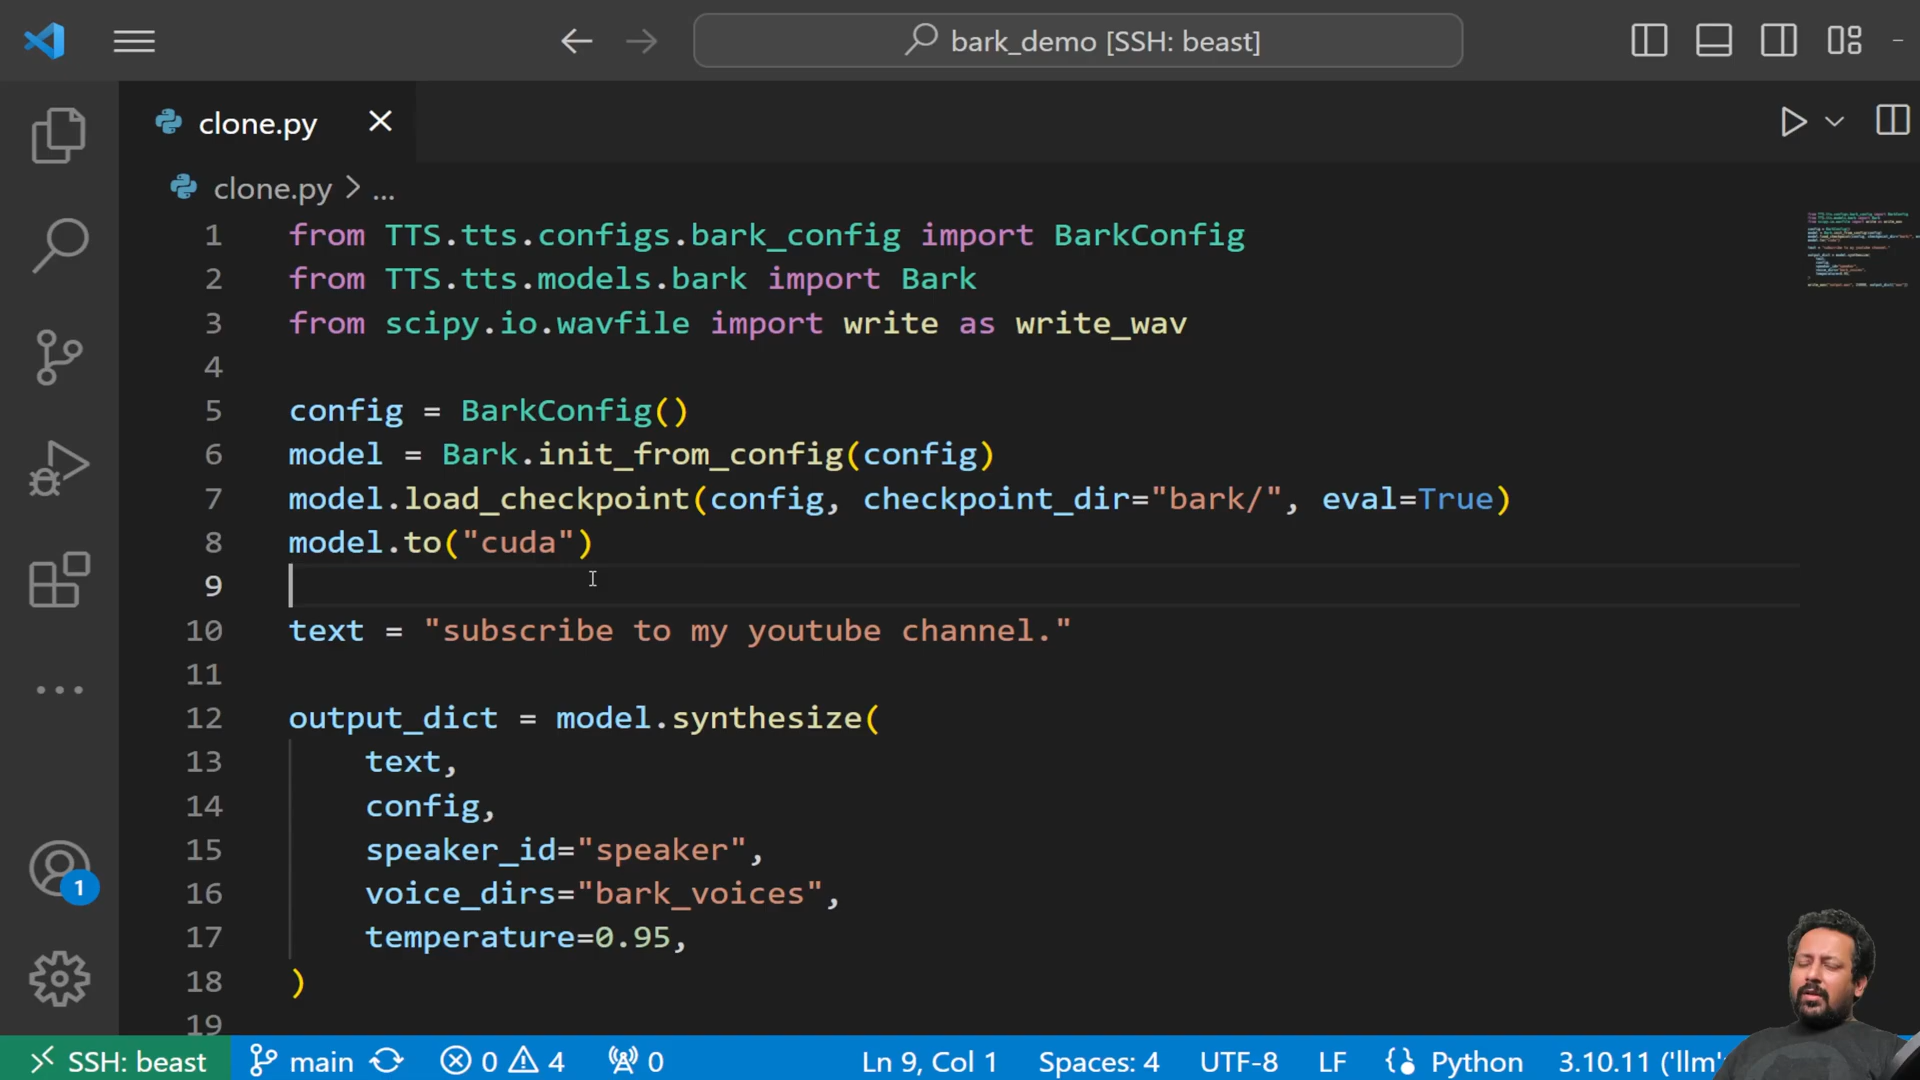 bark_demo [SSH: beast]
clone.py
clone.py > ...
1 from TTS.tts.configs.bark_config import BarkConfig
2 from TTS.tts.models.bark import Bark
3 from scipy.io.wavfile import write as write_wav
4
5 config = BarkConfig()
6 model = Bark.init_from_config(config)
7 model.load_checkpoint(config, checkpoint_dir="bark/", eval=True)
8 model.to("cuda")
9
10 text = "subscribe to my youtube channel."
11
12 output_dict = model.synthesize(
13 text,
14 config,
15 speaker_id="speaker",
16 voice_dirs="bark_voices",
17 temperature=0.95,
18 )
19
1
SSH: beast main 0 4 0 Ln 9, Col 1 Spaces: 4 UTF-8 LF Python 3.10.11 ('llm'